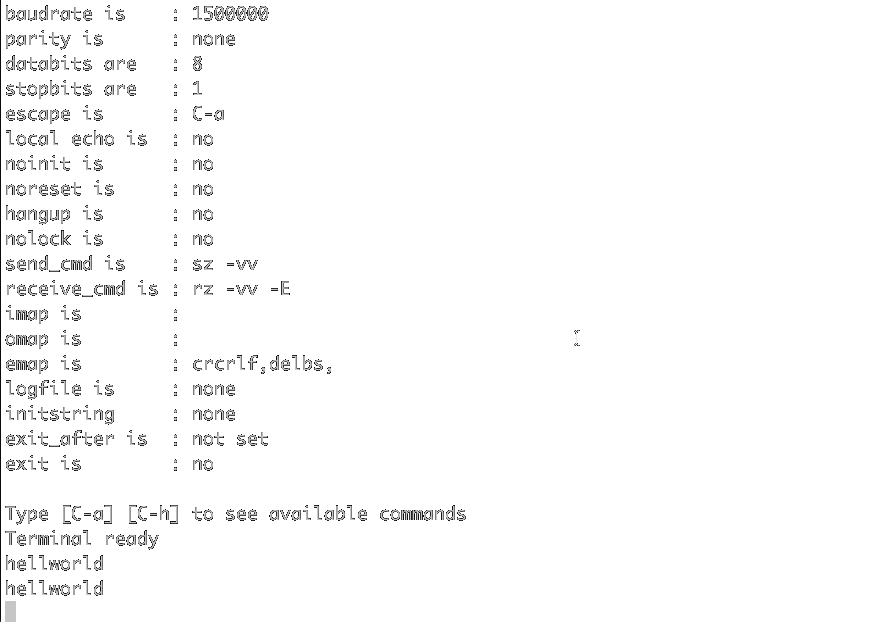 baudrate is    : 1500000
parity is      : none
databits are   : 8
stopbits are   : 1
escape is      : C-a
local echo is  : no
noinit is      : no
noreset is     : no
hangup is      : no
nolock is      : no
send_cmd is    : sz -vv
receive_cmd is : rz -vv -E
imap is        :
omap is        :
emap is        : crcrlf,delbs,
logfile is     : none
initstring     : none
exit_after is  : not set
exit is        : no
Type [C-a] [C-h] to see available commands
Terminal ready
hellworld
hellworld